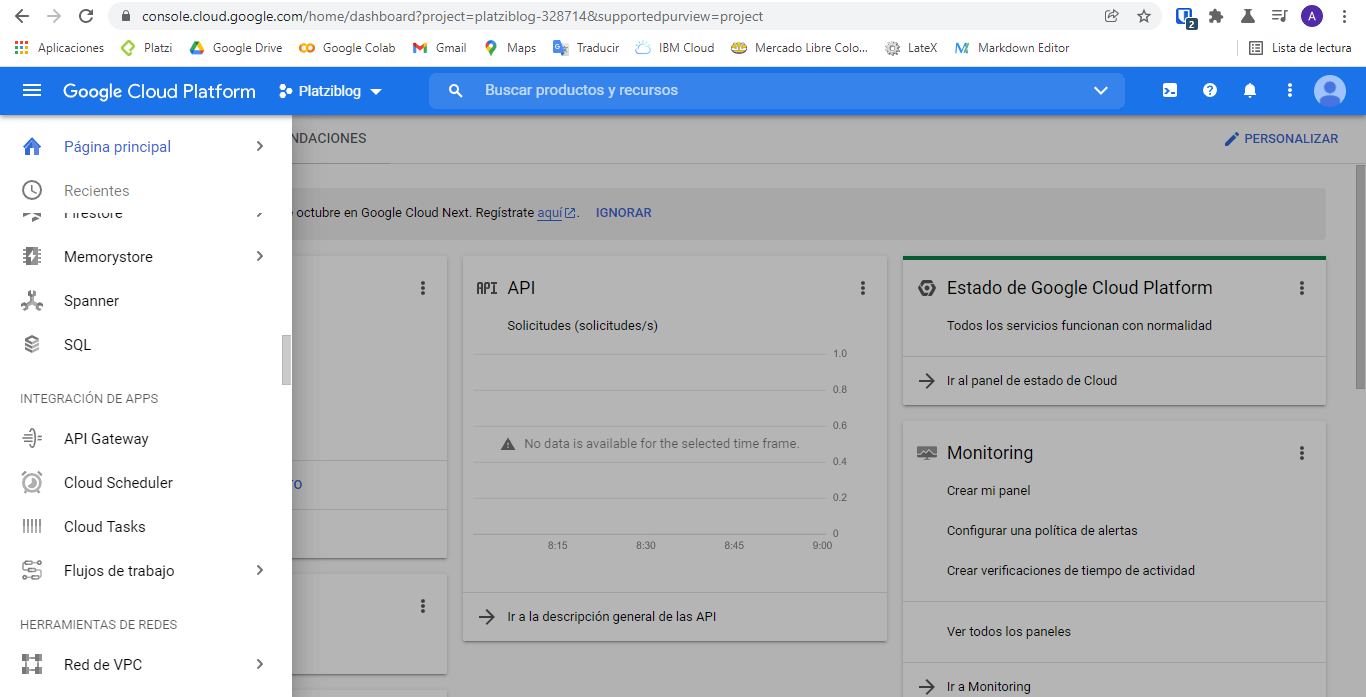 console.cloud.google.com/home/dashboard?project=platziblog-328714&supportedpurview=project
2
A
Aplicaciones
Platzi
Google Drive
Google Colab
Gmail
Maps
Traducir
IBM Cloud
Mercado Libre Colo...
LateX
Markdown Editor
Lista de lectura
Google Cloud Platform
Platziblog
Buscar productos y recursos
Página principal
Recientes
Firestore
Memorystore
Spanner
SQL
INTEGRACIÓN DE APPS
API Gateway
Cloud Scheduler
Cloud Tasks
Flujos de trabajo
HERRAMIENTAS DE REDES
Red de VPC
NDACIONES
PERSONALIZAR
octubre en Google Cloud Next. Regístrate aquí. IGNORAR
ro
API API
Solicitudes (solicitudes/s)
1.0
0.8
0.6
No data is available for the selected time frame.
0.4
0.2
0
8:15 8:30 8:45 9:00
Ir a la descripción general de las API
Estado de Google Cloud Platform
Todos los servicios funcionan con normalidad
Ir al panel de estado de Cloud
Monitoring
Crear mi panel
Configurar una política de alertas
Crear verificaciones de tiempo de actividad
Ver todos los paneles
Ir a Monitoring